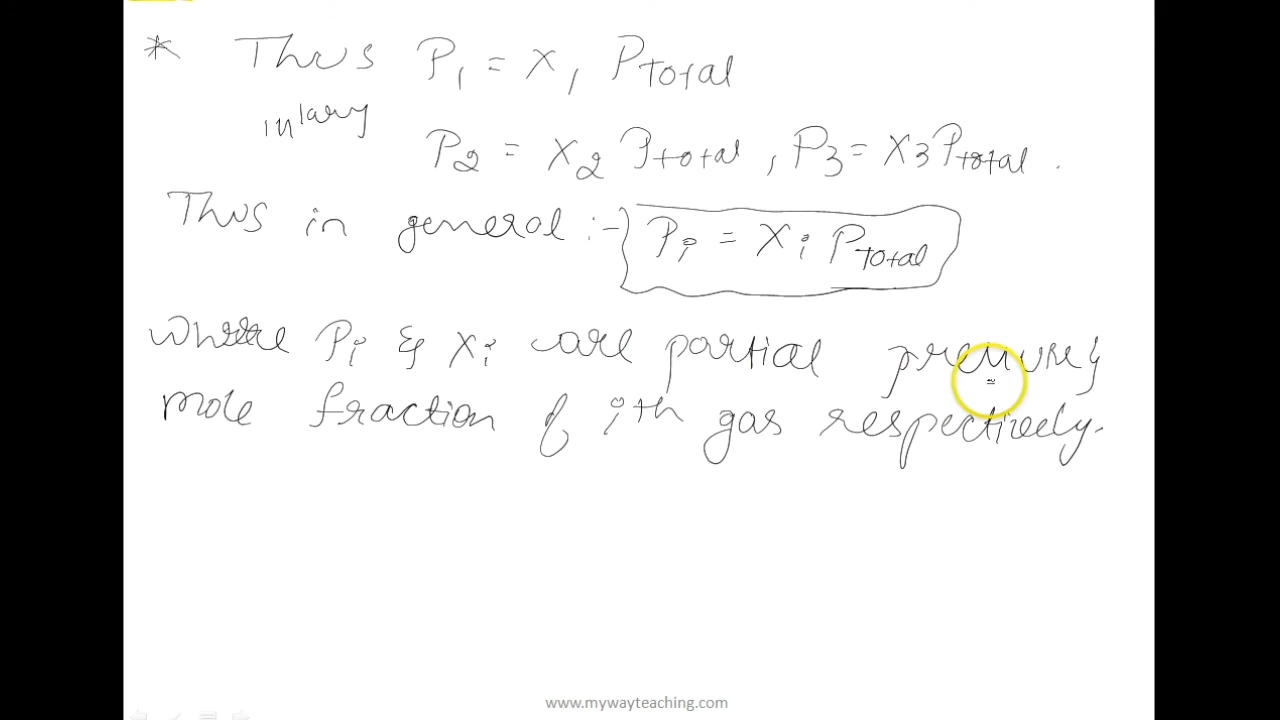 * Thus P₁ = x₁ PTotal
P₂ = x₂ Ptotal, P₃ = x₃ Ptotal.
Thus in general :- Pi = xi PTotal
where Pi & xi are partial pressure &
mole fraction of ith gas respectively.
www.mywayteaching.com